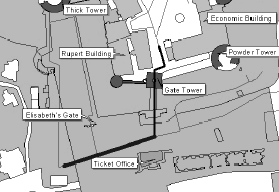 Thick Tower
Economic Building
Rupert Building
Powder Tower
Gate Tower
Elisabeth's Gate
Ticket Office